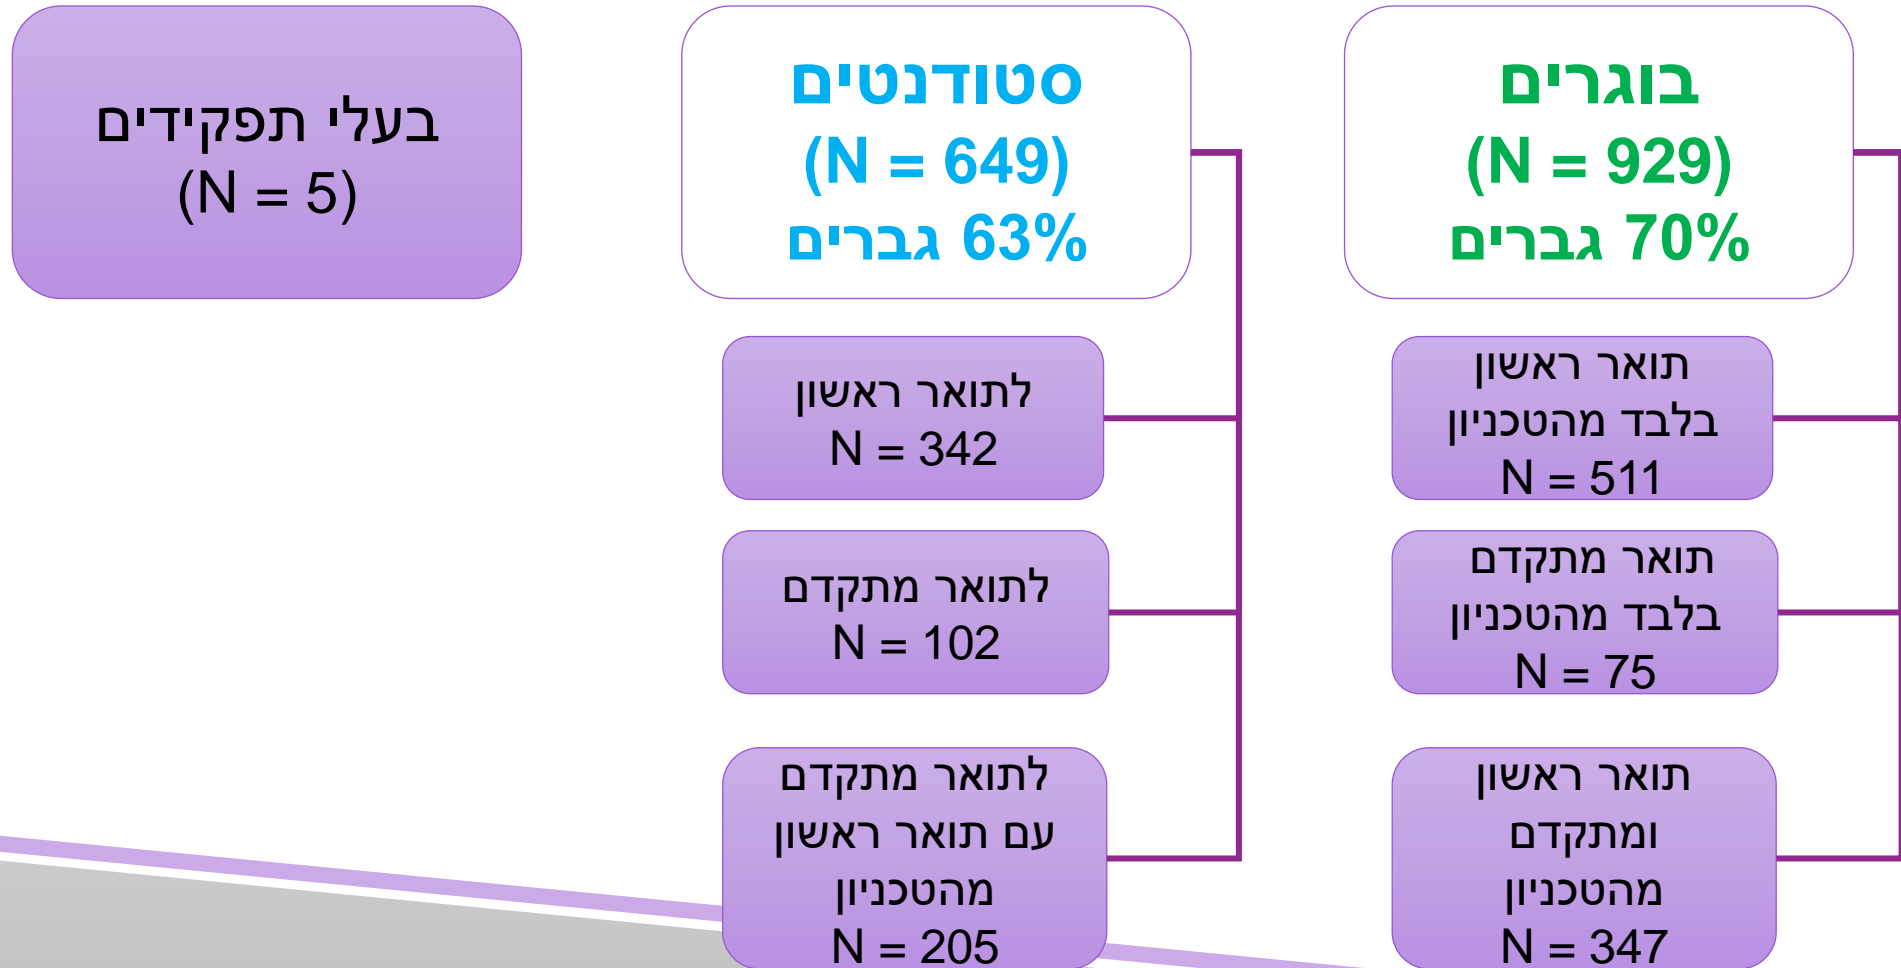 בוגרים
(N = 929)
70% גברים
תואר ראשון
בלבד מהטכניון
N = 511
תואר מתקדם
בלבד מהטכניון
N = 75
תואר ראשון
ומתקדם
מהטכניון
N = 347
סטודנטים
(N = 649)
63% גברים
לתואר ראשון
N = 342
לתואר מתקדם
N = 102
לתואר מתקדם
עם תואר ראשון
מהטכניון
N = 205
בעלי תפקידים
(N = 5)